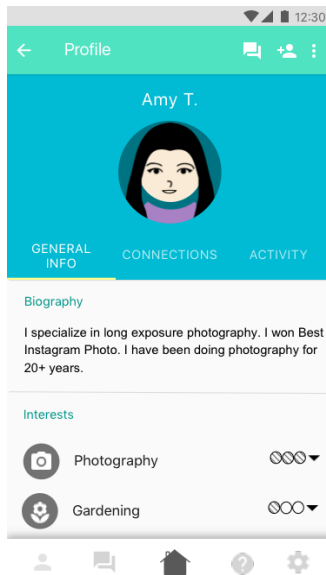 12:30
Profile
Amy T.
GENERAL
INFO
CONNECTIONS
ACTIVITY
Biography
I specialize in long exposure photography. I won Best
Instagram Photo. I have been doing photography for
20+ years.
Interests
Photography
Gardening